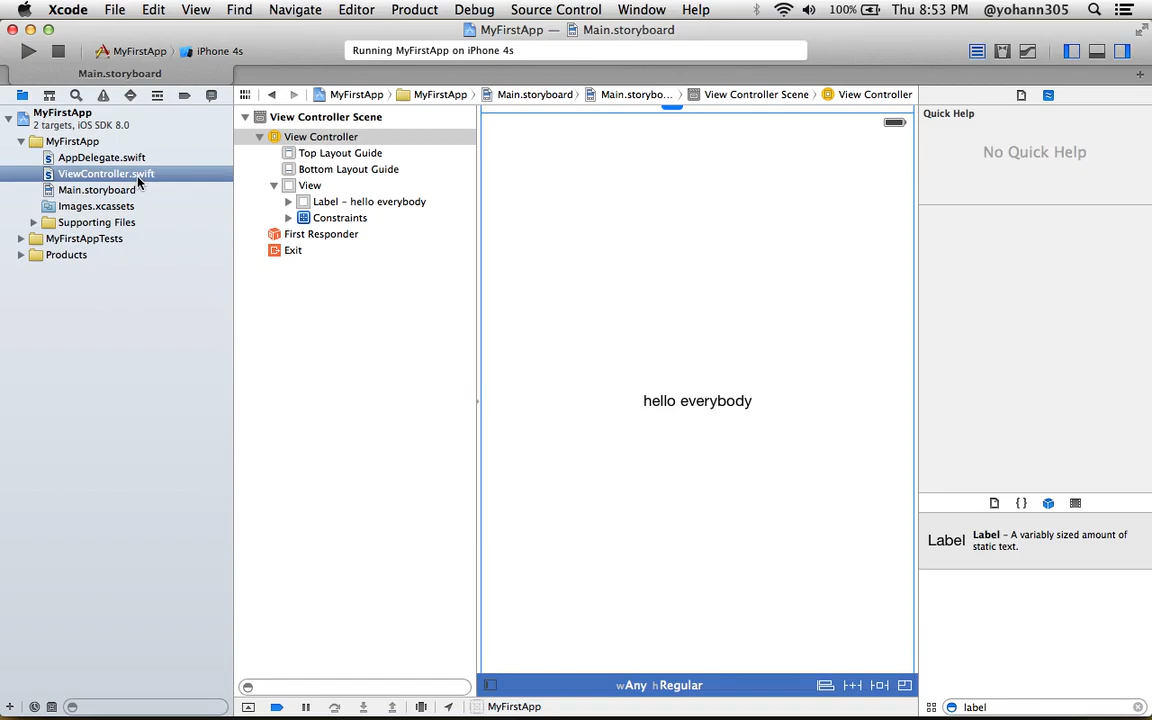 Xcode File Edit View Find Navigate Editor Product Debug Source Control Window Help 100% Thu 8:53 PM @yohann305
MyFirstApp — Main.storyboard
MyFirstApp iPhone 4s Running MyFirstApp on iPhone 4s
Main.storyboard
MyFirstApp MyFirstApp Main.storyboard Main.storybo... View Controller Scene View Controller
MyFirstApp
2 targets, iOS SDK 8.0
MyFirstApp
AppDelegate.swift
ViewController.swift
Main.storyboard
Images.xcassets
Supporting Files
MyFirstAppTests
Products
View Controller Scene
View Controller
Top Layout Guide
Bottom Layout Guide
View
Label – hello everybody
Constraints
First Responder
Exit
hello everybody
wAny hRegular
MyFirstApp
Quick Help
No Quick Help
{ }
Label
Label – A variably sized amount of
static text.
label